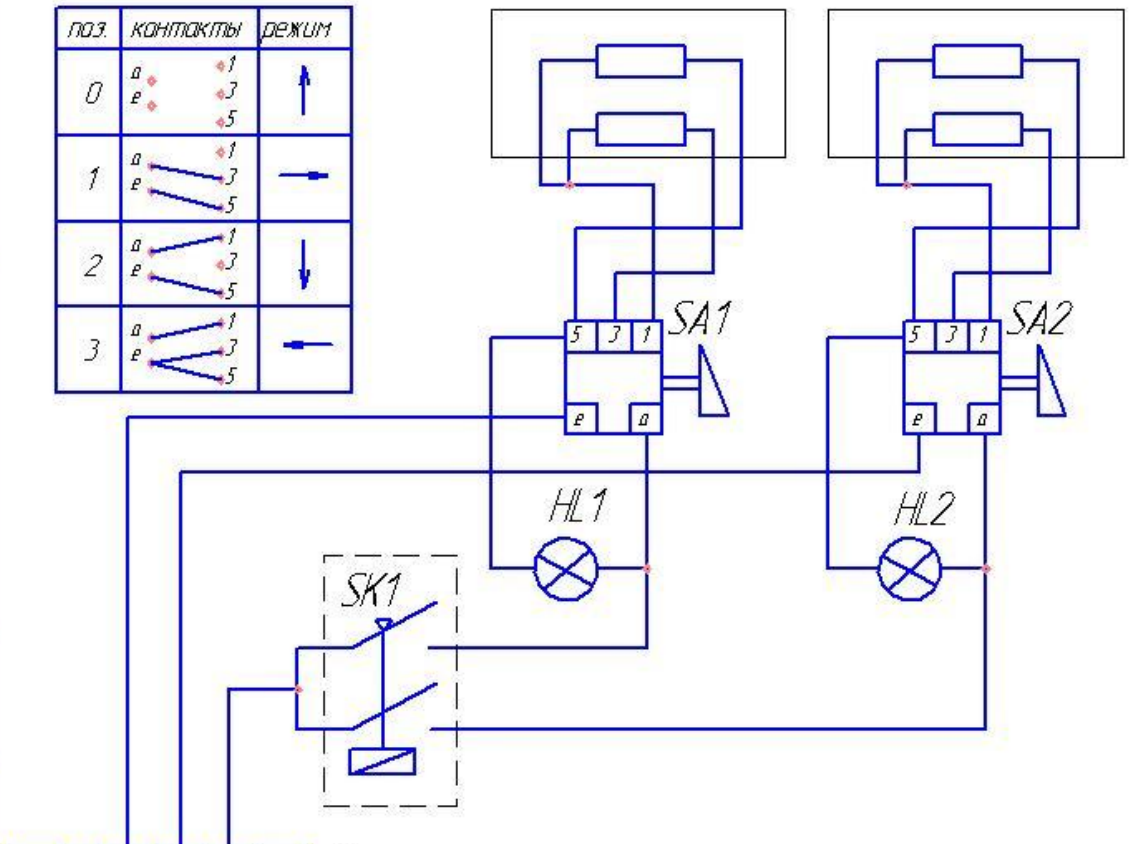 поз. контакты режим
0 а е 1 3 5
1 а е 1 3 5
2 а е 1 3 5
3 а е 1 3 5
5 3 1 SA1
е а
5 3 1 SA2
е а
HL1
HL2
SK1